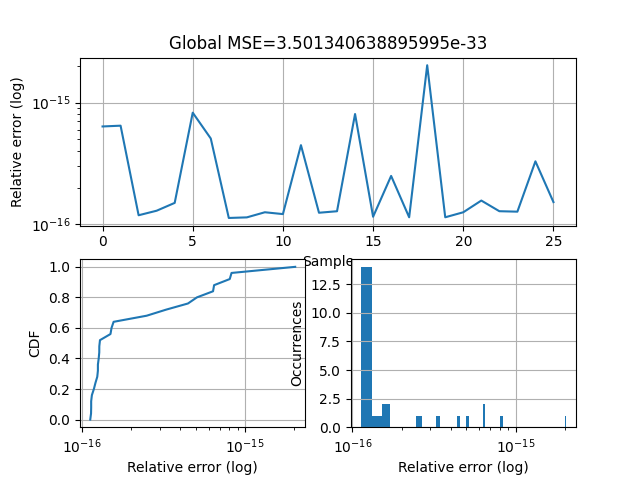 Global MSE=3.501340638895995e-33
Relative error (log)
10⁻¹⁵
10⁻¹⁶
0 5 10 15 20 25
Sample
CDF
1.0
0.8
0.6
0.4
0.2
0.0
10⁻¹⁶ 10⁻¹⁵
Relative error (log)
Occurrences
12.5
10.0
7.5
5.0
2.5
0.0
10⁻¹⁶ 10⁻¹⁵
Relative error (log)